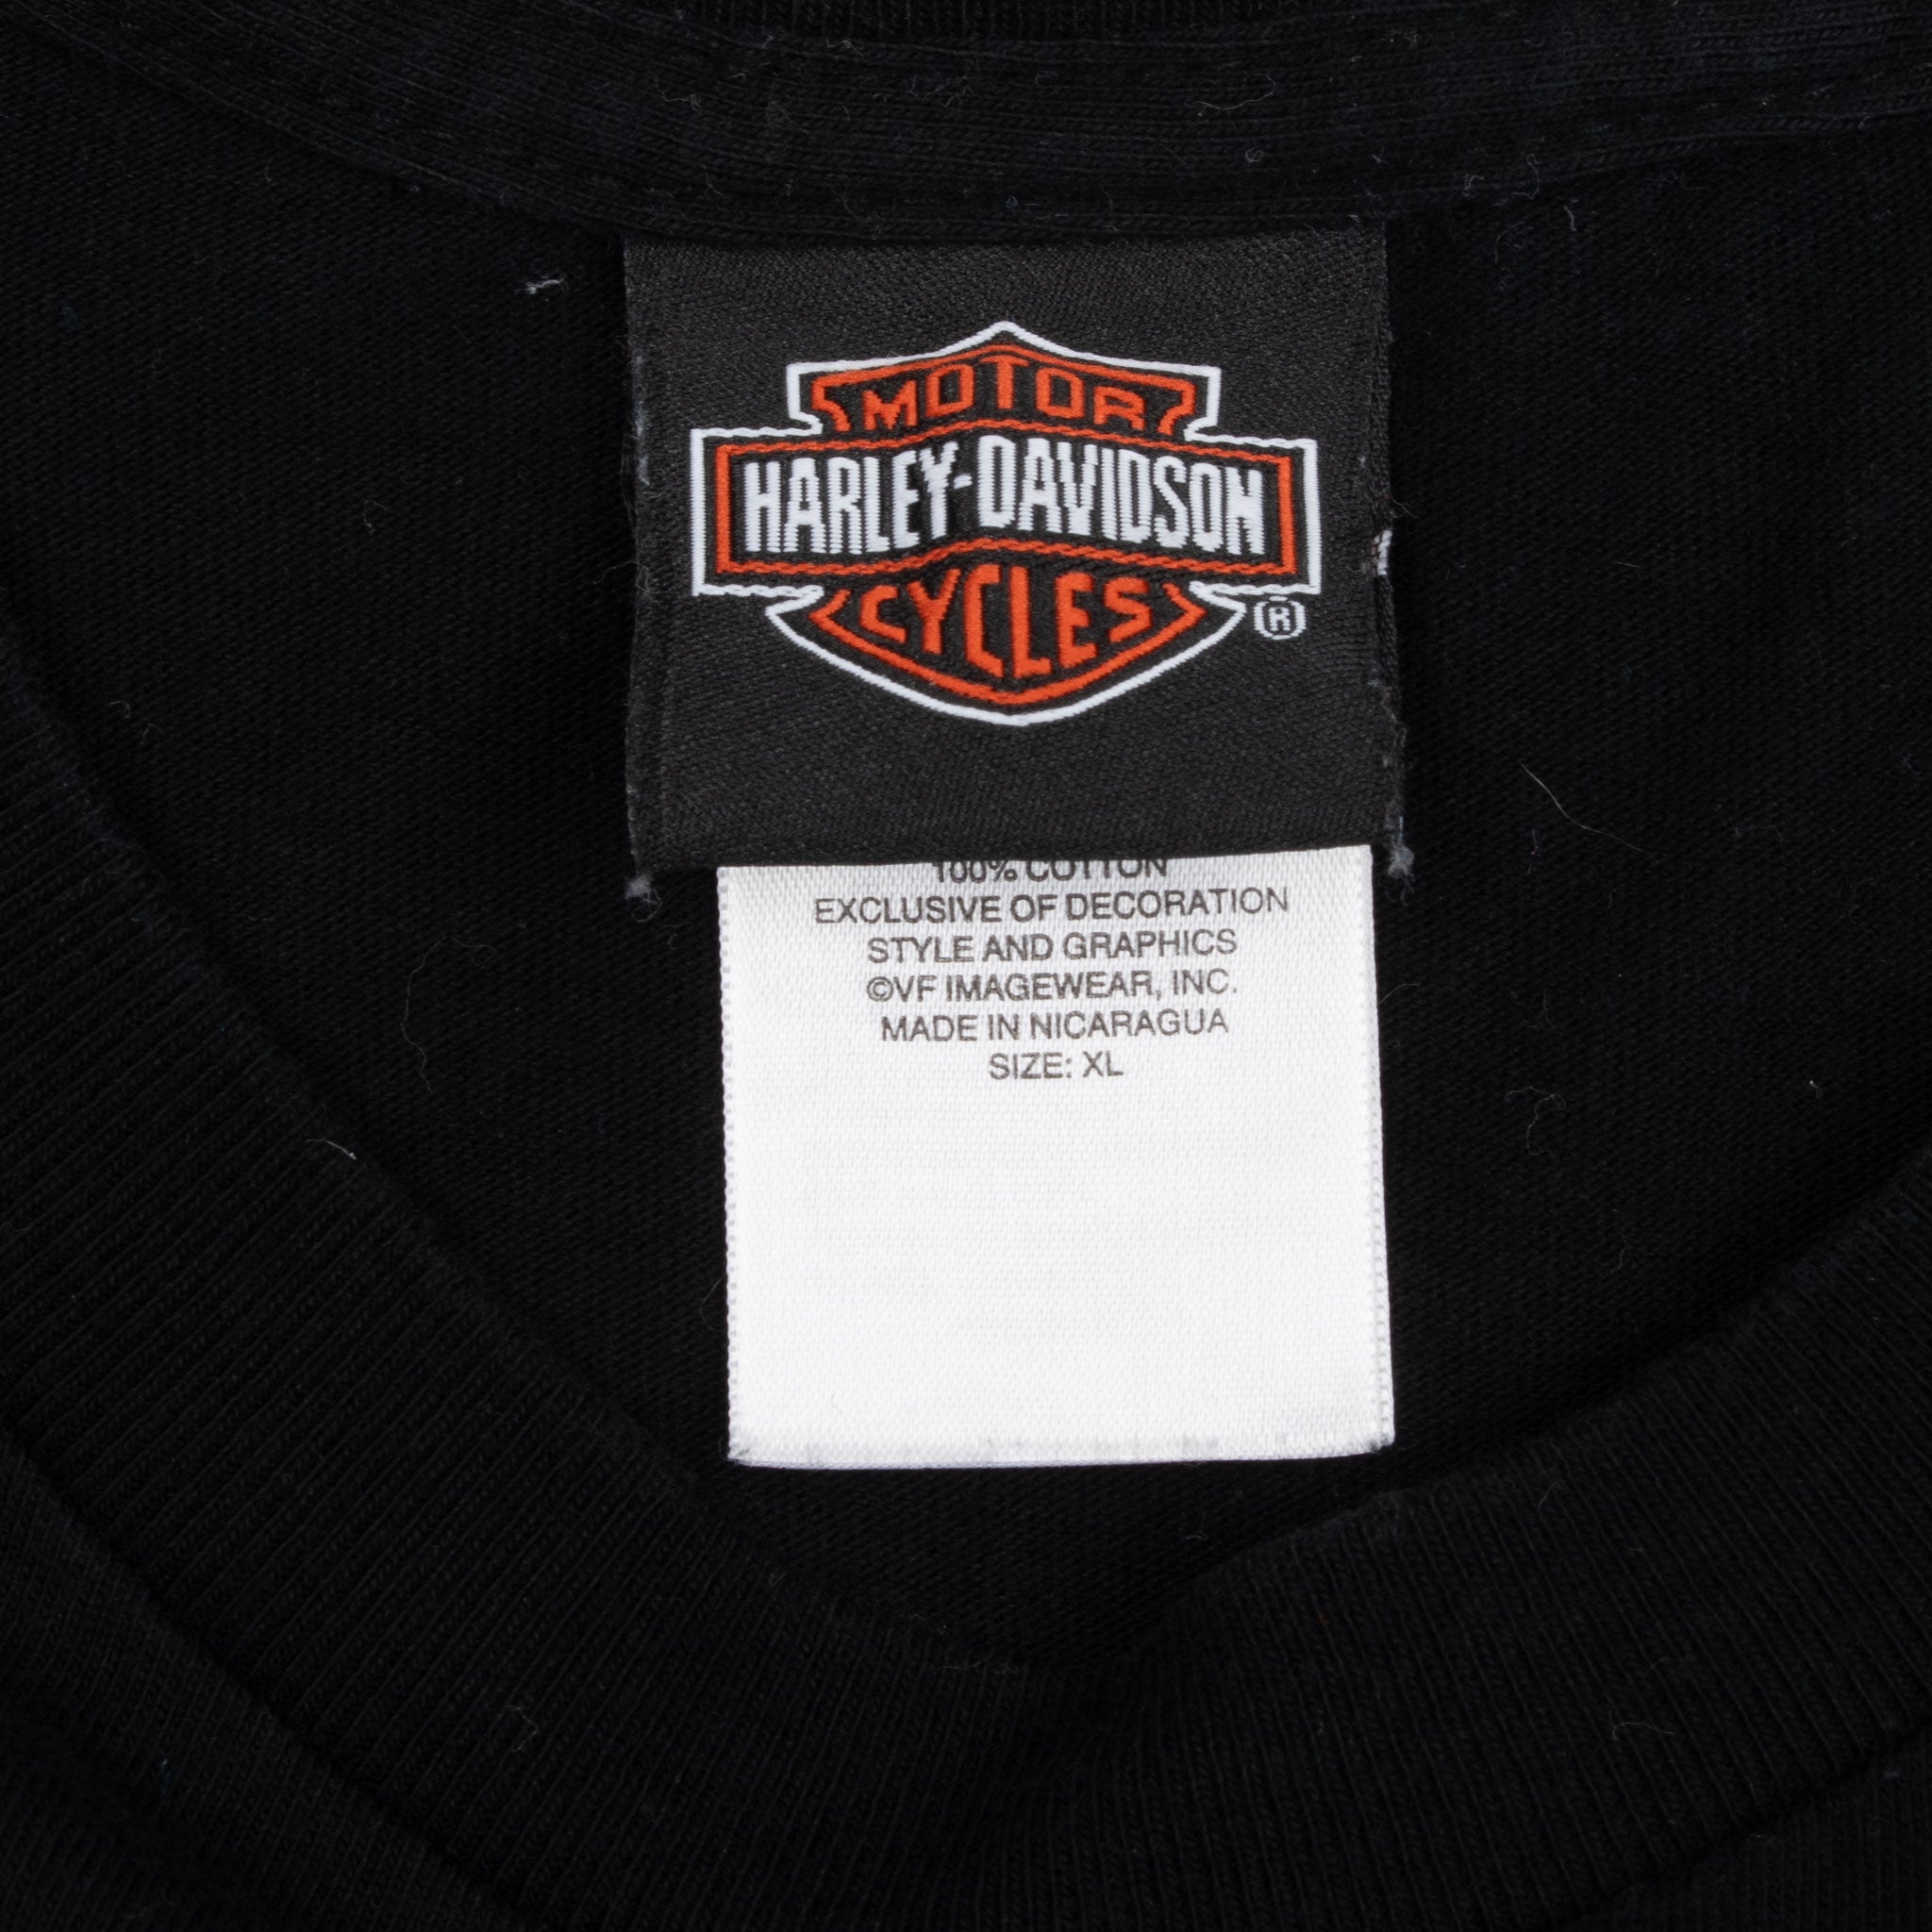 MOTOR
HARLEY-DAVIDSON
CYCLES
®
100% COTTON
EXCLUSIVE OF DECORATION
STYLE AND GRAPHICS
©VF IMAGEWEAR, INC.
MADE IN NICARAGUA
SIZE: XL